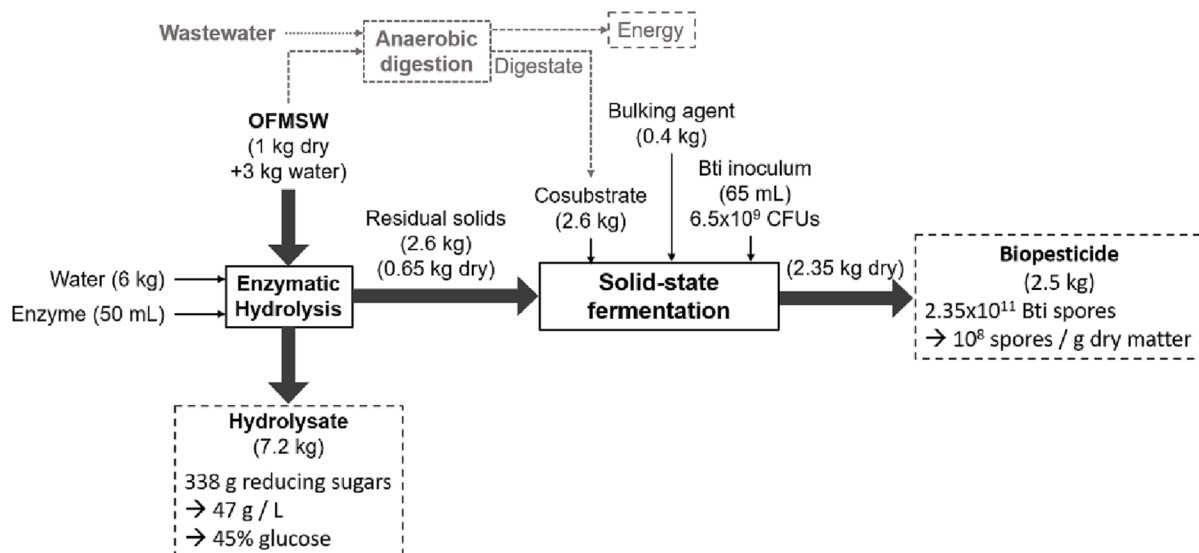 Wastewater
Anaerobic
digestion
Energy
Digestate
OFMSW
(1 kg dry
+3 kg water)
Bulking agent
(0.4 kg)
Bti inoculum
(65 mL)
6.5x10⁹ CFUs
Cosubstrate
(2.6 kg)
Residual solids
(2.6 kg)
(0.65 kg dry)
Water (6 kg)
Enzyme (50 mL)
Enzymatic
Hydrolysis
Solid-state
fermentation
(2.35 kg dry)
Biopesticide
(2.5 kg)
2.35x10¹¹ Bti spores
→ 10⁸ spores / g dry matter
Hydrolysate
(7.2 kg)
338 g reducing sugars
→ 47 g / L
→ 45% glucose